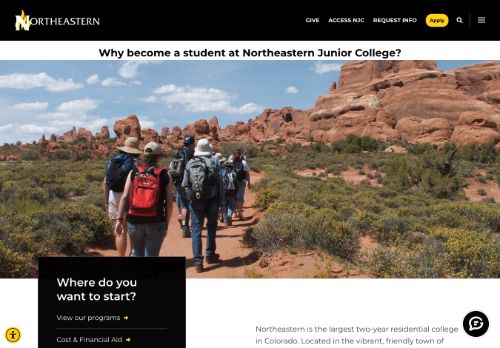 NORTHEASTERN
GIVE ACCESS NJC REQUEST INFO Apply
Why become a student at Northeastern Junior College?
Where do you
want to start?
View our programs
Cost & Financial Aid
Northeastern is the largest two-year residential college
in Colorado. Located in the vibrant, friendly town of